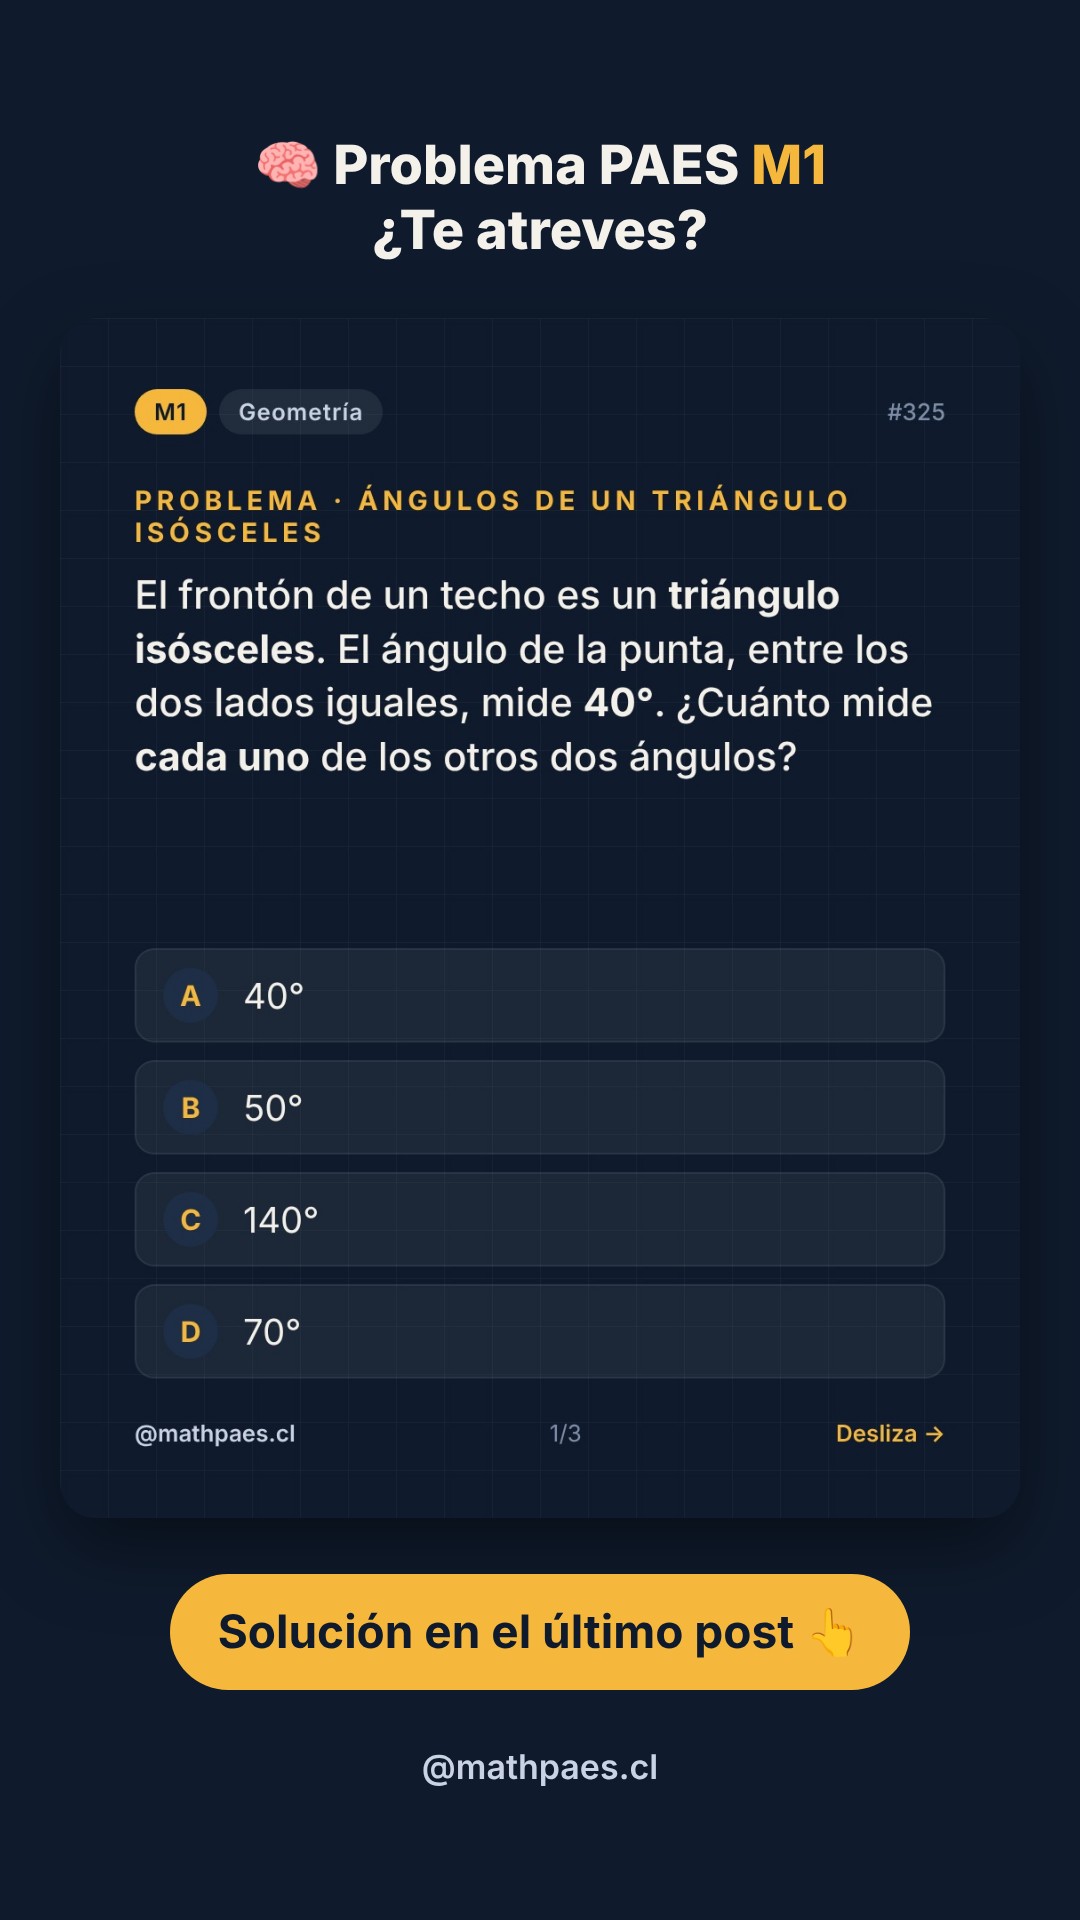 🧠 Problema PAES M1
¿Te atreves?
M1 Geometría #325
PROBLEMA · ÁNGULOS DE UN TRIÁNGULO
ISÓSCELES
El frontón de un techo es un triángulo
isósceles. El ángulo de la punta, entre los
dos lados iguales, mide 40°. ¿Cuánto mide
cada uno de los otros dos ángulos?
A 40°
B 50°
C 140°
D 70°
@mathpaes.cl 1/3 Desliza →
Solución en el último post 👆
@mathpaes.cl